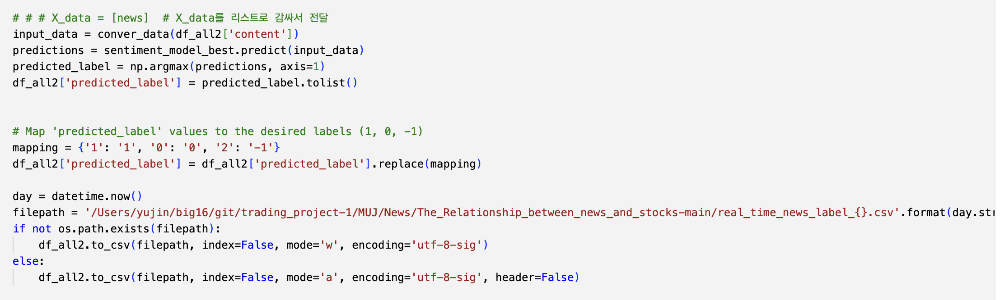 # # # X_data = [news]  # X_data를 리스트로 감싸서 전달
input_data = conver_data(df_all2['content'])
predictions = sentiment_model_best.predict(input_data)
predicted_label = np.argmax(predictions, axis=1)
df_all2['predicted_label'] = predicted_label.tolist()
# Map 'predicted_label' values to the desired labels (1, 0, -1)
mapping = {'1': '1', '0': '0', '2': '-1'}
df_all2['predicted_label'] = df_all2['predicted_label'].replace(mapping)
day = datetime.now()
filepath = '/Users/yujin/big16/git/trading_project-1/MUJ/News/The_Relationship_between_news_and_stocks-main/real_time_news_label_{}.csv'.format(day.str
if not os.path.exists(filepath):
    df_all2.to_csv(filepath, index=False, mode='w', encoding='utf-8-sig')
else:
    df_all2.to_csv(filepath, index=False, mode='a', encoding='utf-8-sig', header=False)